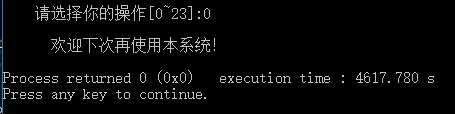 请选择你的操作[0~23]:0
欢迎下次再使用本系统!
Process returned 0 (0x0)   execution time : 4617.780 s
Press any key to continue.